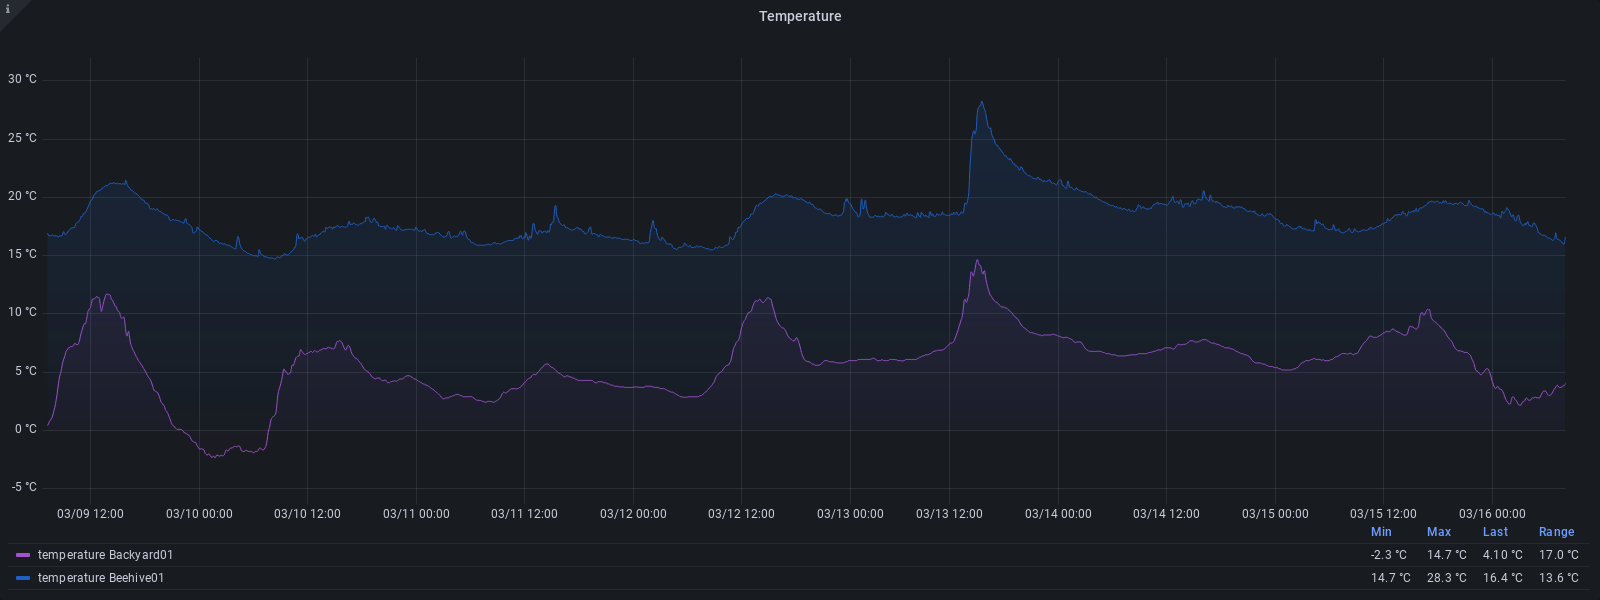 i
Temperature
30 °C
25 °C
20 °C
15 °C
10 °C
5 °C
0 °C
-5 °C
03/09 12:00 03/10 00:00 03/10 12:00 03/11 00:00 03/11 12:00 03/12 00:00 03/12 12:00 03/13 00:00 03/13 12:00 03/14 00:00 03/14 12:00 03/15 00:00 03/15 12:00 03/16 00:00
Min Max Last Range
temperature Backyard01 -2.3 °C 14.7 °C 4.10 °C 17.0 °C
temperature Beehive01 14.7 °C 28.3 °C 16.4 °C 13.6 °C